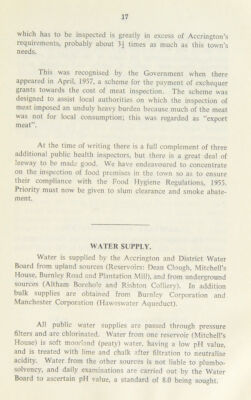 37
which has to be inspected is greatly in excess of Accrington's
requirements, probably about 3½ times as much as this town's
needs.
This was recognised by the Government when there
appeared in April, 1957, a scheme for the payment of exchequer
grants towards the cost of meat inspection. The scheme was
designed to assist local authorities on which the inspection of
meat imposed an unduly heavy burden because much of the meat
was not for local consumption; this was regarded as "export
meat".
At the time of writing there is a full complement of three
additional public health inspectors, but there is a great deal of
leeway to be made good. We have endeavoured to concentrate
on the inspection of food premises in the town so as to ensure
their compliance with the Food Hygiene Regulations, 1955.
Priority must now be given to slum clearance and smoke abate-
ment.
WATER SUPPLY.
Water is supplied by the Accrington and District Water
Board from upland sources (Reservoirs: Dean Clough, Mitchell's
House, Burnley Road and Plantation Mill), and from underground
sources (Altham Borehole and Rishton Colliery). In addition
bulk supplies are obtained from Burnley Corporation and
Manchester Corporation (Haweswater Aqueduct).
All public water supplies are passed through pressure
filters and are chlorinated. Water from one reservoir (Mitchell's
House) is soft moorland (peaty) water, having a low pH value,
and is treated with lime and chalk after filtration to neutralise
acidity. Water from the other sources is not liable to plumbo-
solvency, and daily examinations are carried out by the Water
Board to ascertain pH value, a standard of 8.0 being sought.